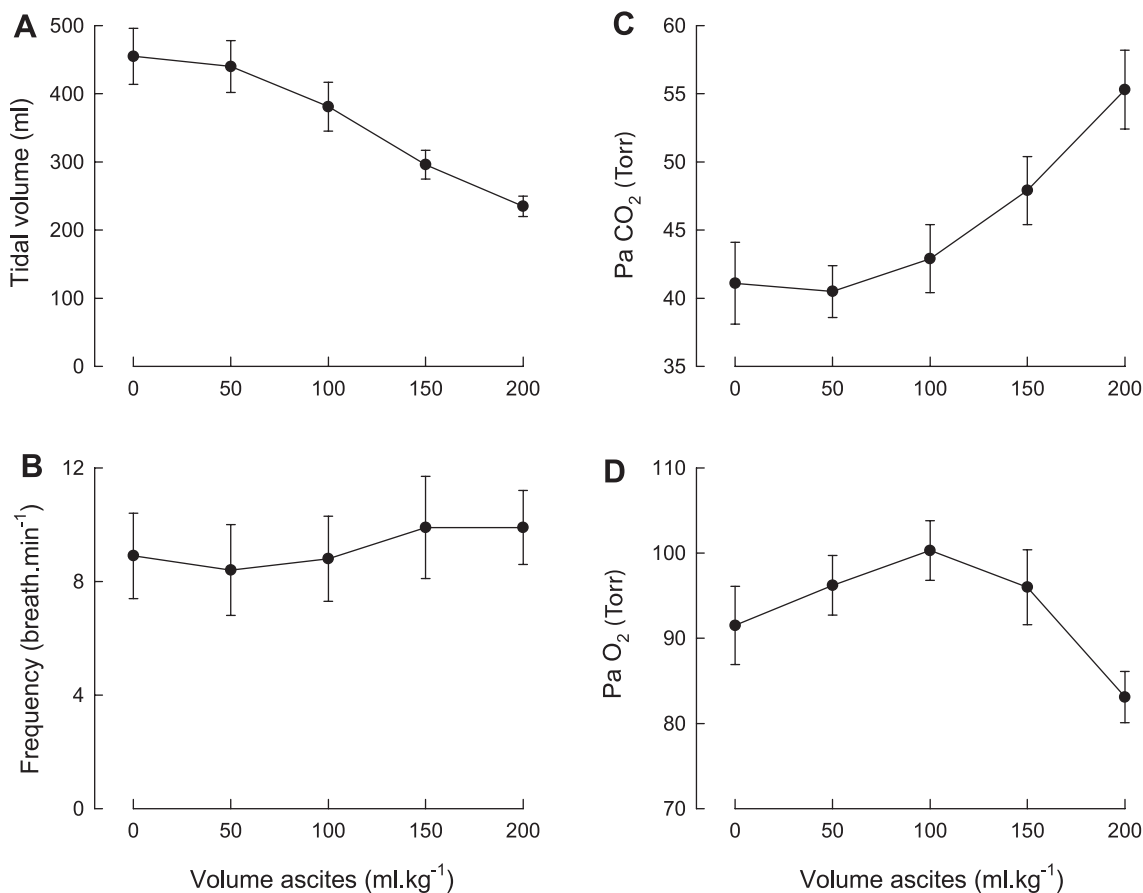 A
Tidal volume (ml)
500
400
300
200
100
0
0 50 100 150 200
C
Pa CO₂ (Torr)
60
55
50
45
40
35
0 50 100 150 200
B
Frequency (breath.min⁻¹)
12
8
4
0
0 50 100 150 200
Volume ascites (ml.kg⁻¹)
D
Pa O₂ (Torr)
110
100
90
80
70
0 50 100 150 200
Volume ascites (ml.kg⁻¹)